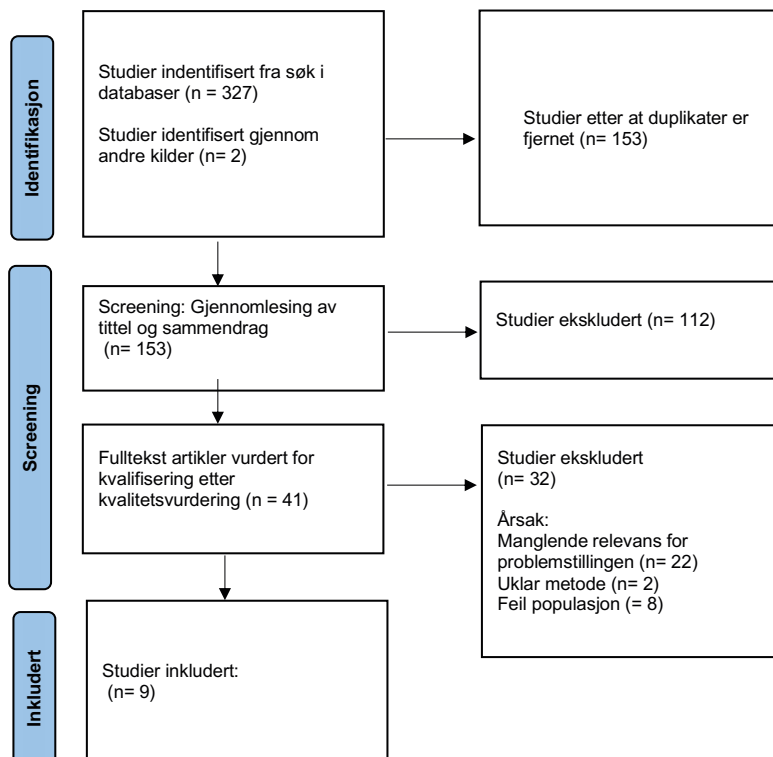 Identifikasjon
Studier indentifisert fra søk i
databaser (n = 327)
Studier identifisert gjennom
andre kilder (n= 2)
Studier etter at duplikater er
fjernet (n= 153)
Screening
Screening: Gjennomlesing av
tittel og sammendrag
(n= 153)
Studier ekskludert (n= 112)
Fulltekst artikler vurdert for
kvalifisering etter
kvalitetsvurdering (n = 41)
Studier ekskludert
(n= 32)
Årsak:
Manglende relevans for
problemstillingen (n= 22)
Uklar metode (n= 2)
Feil populasjon (= 8)
Inkludert
Studier inkludert:
(n= 9)